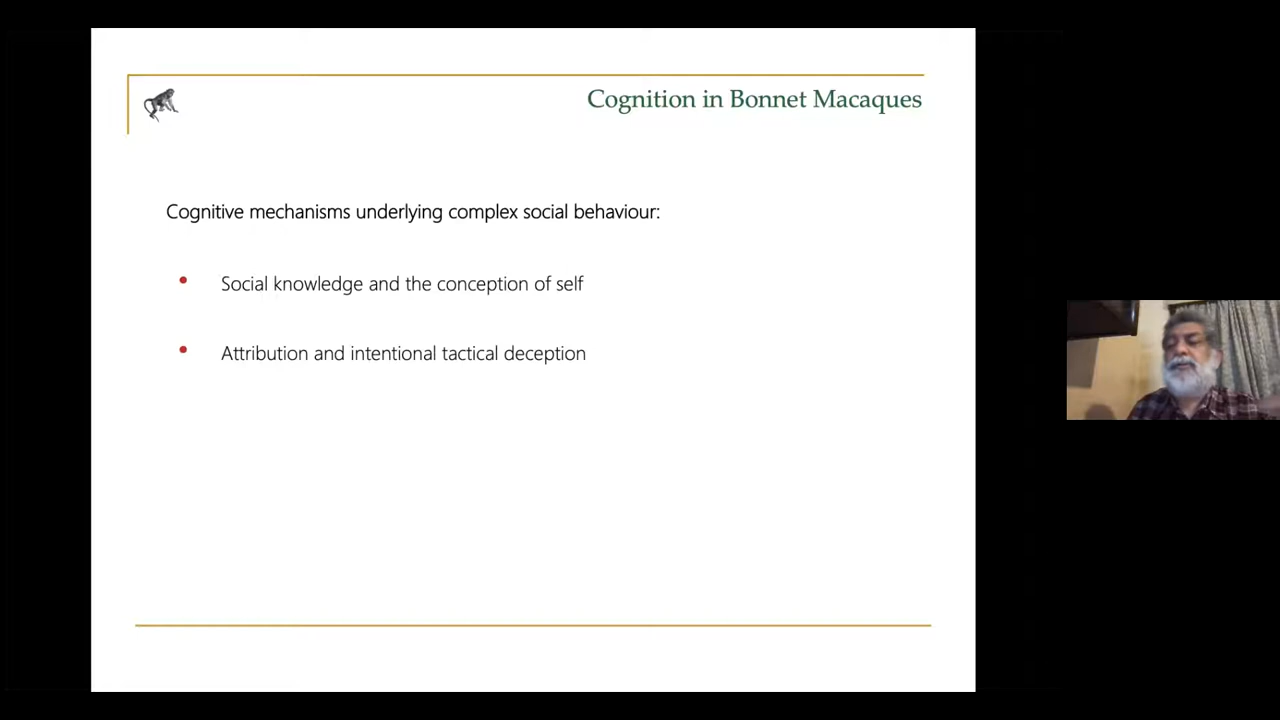 Cognition in Bonnet Macaques
Cognitive mechanisms underlying complex social behaviour:
• Social knowledge and the conception of self
• Attribution and intentional tactical deception